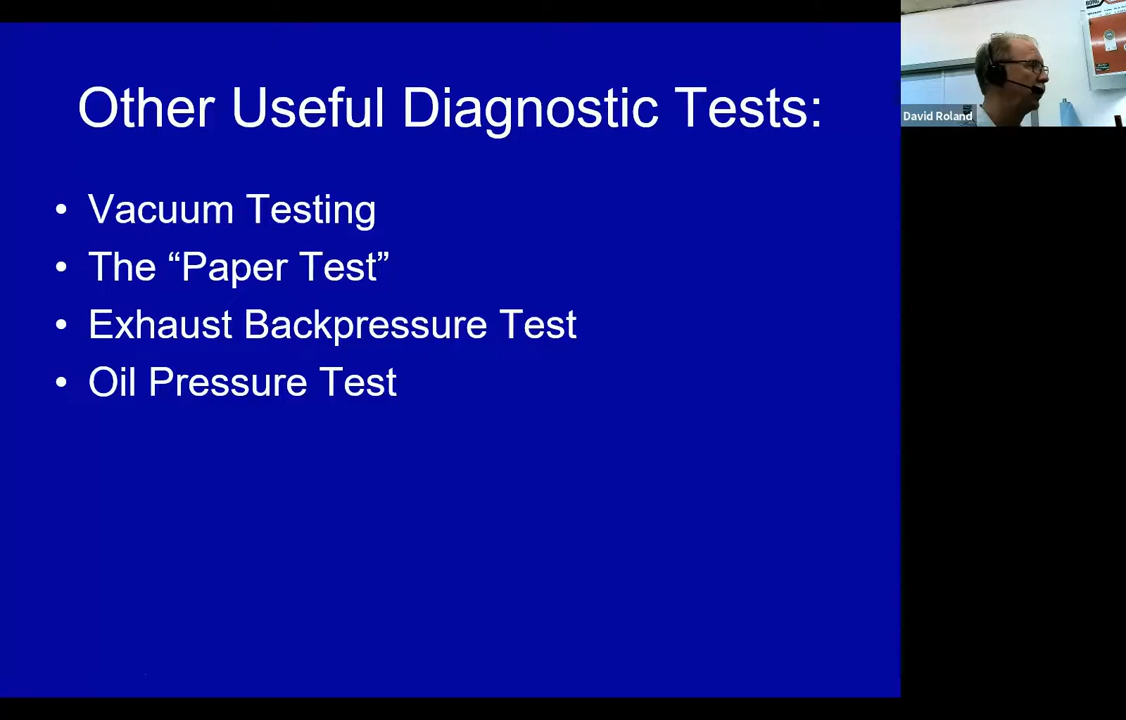 Other Useful Diagnostic Tests:
• Vacuum Testing
• The “Paper Test”
• Exhaust Backpressure Test
• Oil Pressure Test
David Roland